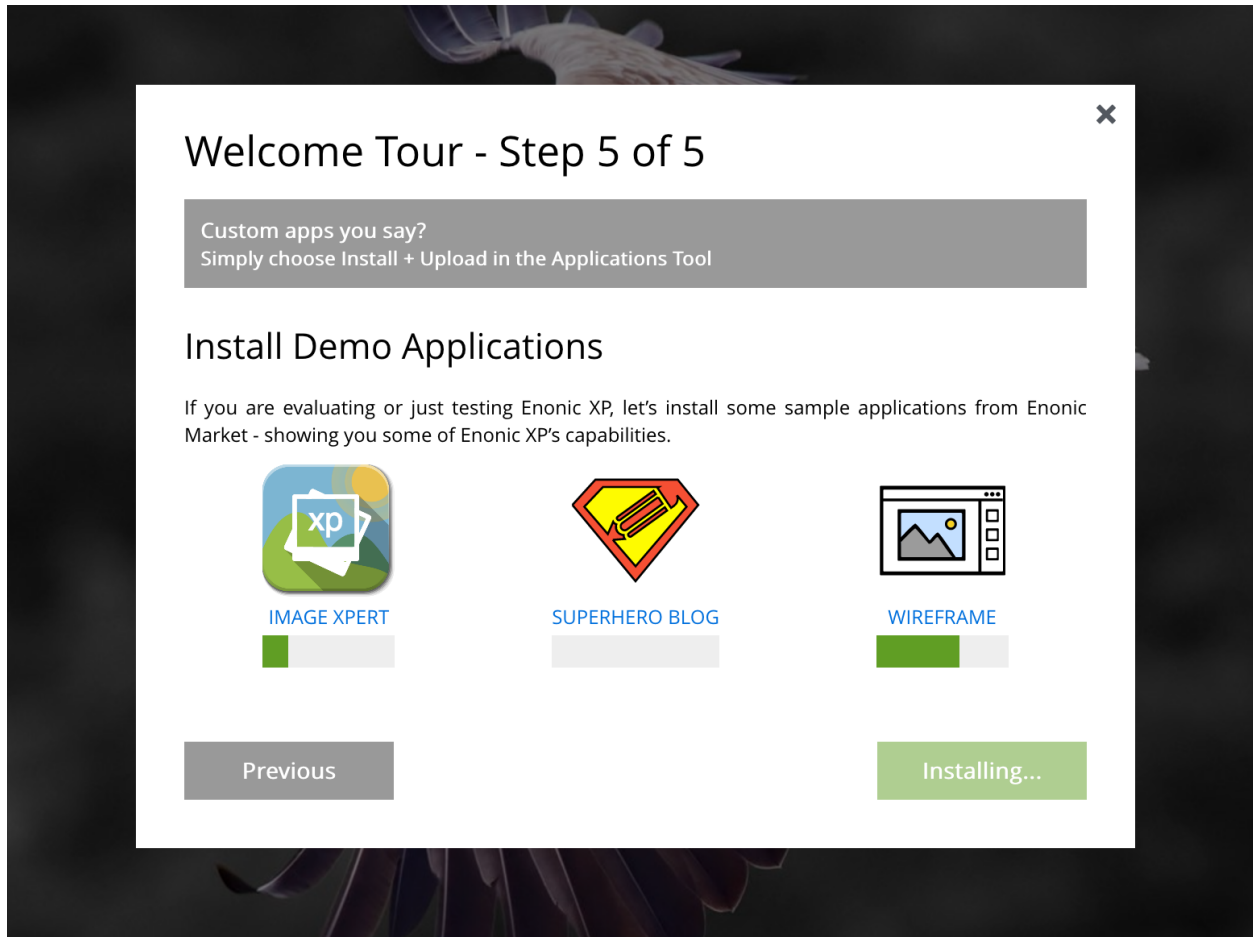 Welcome Tour - Step 5 of 5
Custom apps you say?
Simply choose Install + Upload in the Applications Tool
Install Demo Applications
If you are evaluating or just testing Enonic XP, let’s install some sample applications from Enonic
Market - showing you some of Enonic XP’s capabilities.
xp
IMAGE XPERT
SUPERHERO BLOG
WIREFRAME
Previous
Installing...